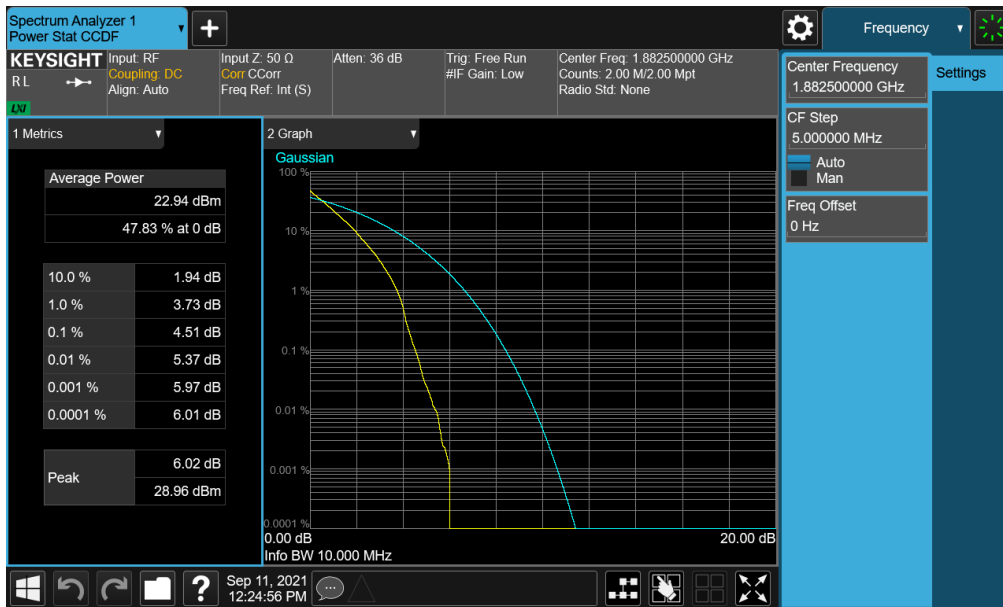 Spectrum Analyzer 1
Power Stat CCDF
Frequency
KEYSIGHT
R L
LXI
Input: RF
Coupling: DC
Align: Auto
Input Z: 50 Ω
Corr CCorr
Freq Ref: Int (S)
Atten: 36 dB
Trig: Free Run
#IF Gain: Low
Center Freq: 1.882500000 GHz
Counts: 2.00 M/2.00 Mpt
Radio Std: None
Center Frequency
1.882500000 GHz
Settings
CF Step
5.000000 MHz
Auto
Man
Freq Offset
0 Hz
1 Metrics
Average Power
22.94 dBm
47.83 % at 0 dB
10.0 % 1.94 dB
1.0 % 3.73 dB
0.1 % 4.51 dB
0.01 % 5.37 dB
0.001 % 5.97 dB
0.0001 % 6.01 dB
Peak
6.02 dB
28.96 dBm
2 Graph
Gaussian
100 %
10 %
1 %
0.1 %
0.01 %
0.001 %
0.0001 %
0.00 dB
20.00 dB
Info BW 10.000 MHz
?
Sep 11, 2021
12:24:56 PM